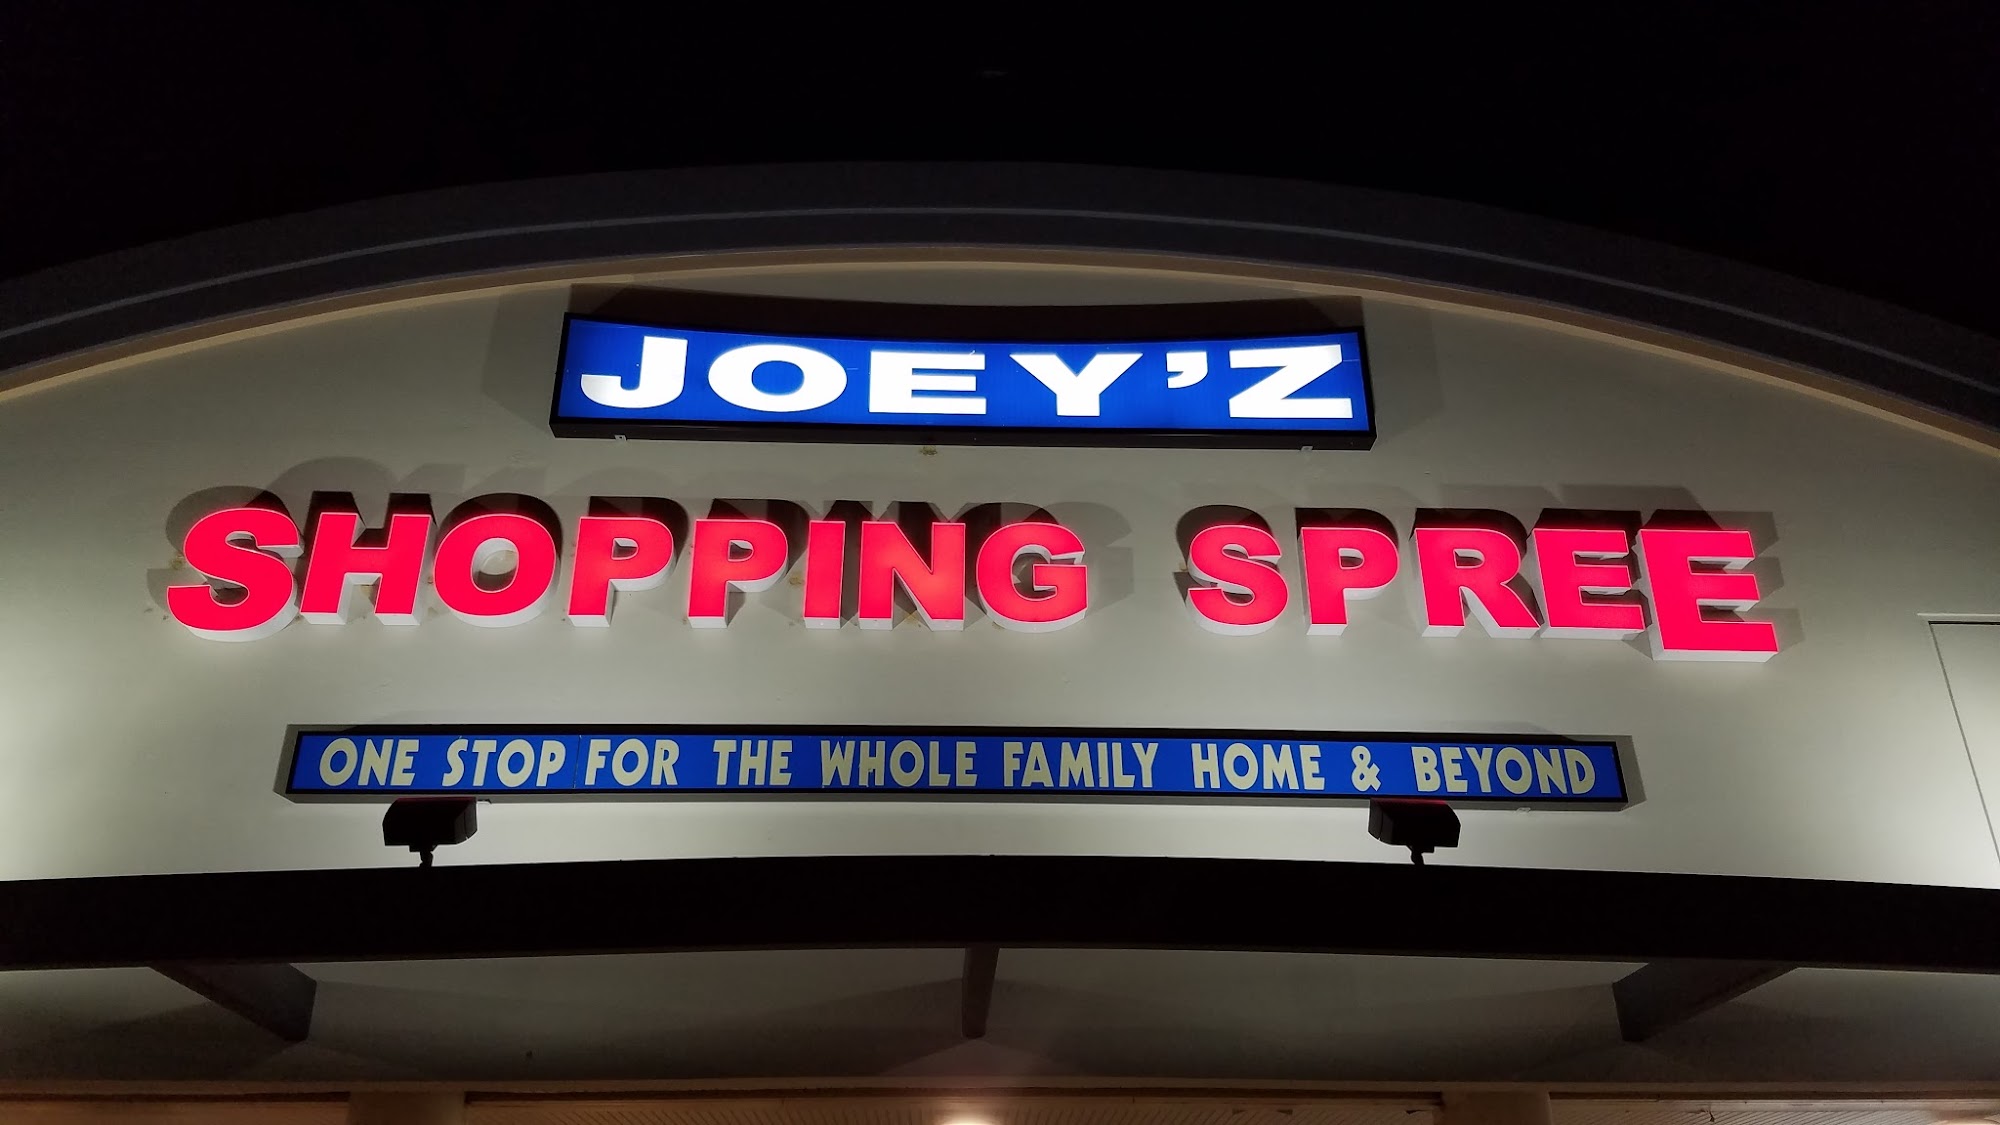 JOEY'Z
SHOPPING SPREE
ONE STOP FOR THE WHOLE FAMILY HOME & BEYOND